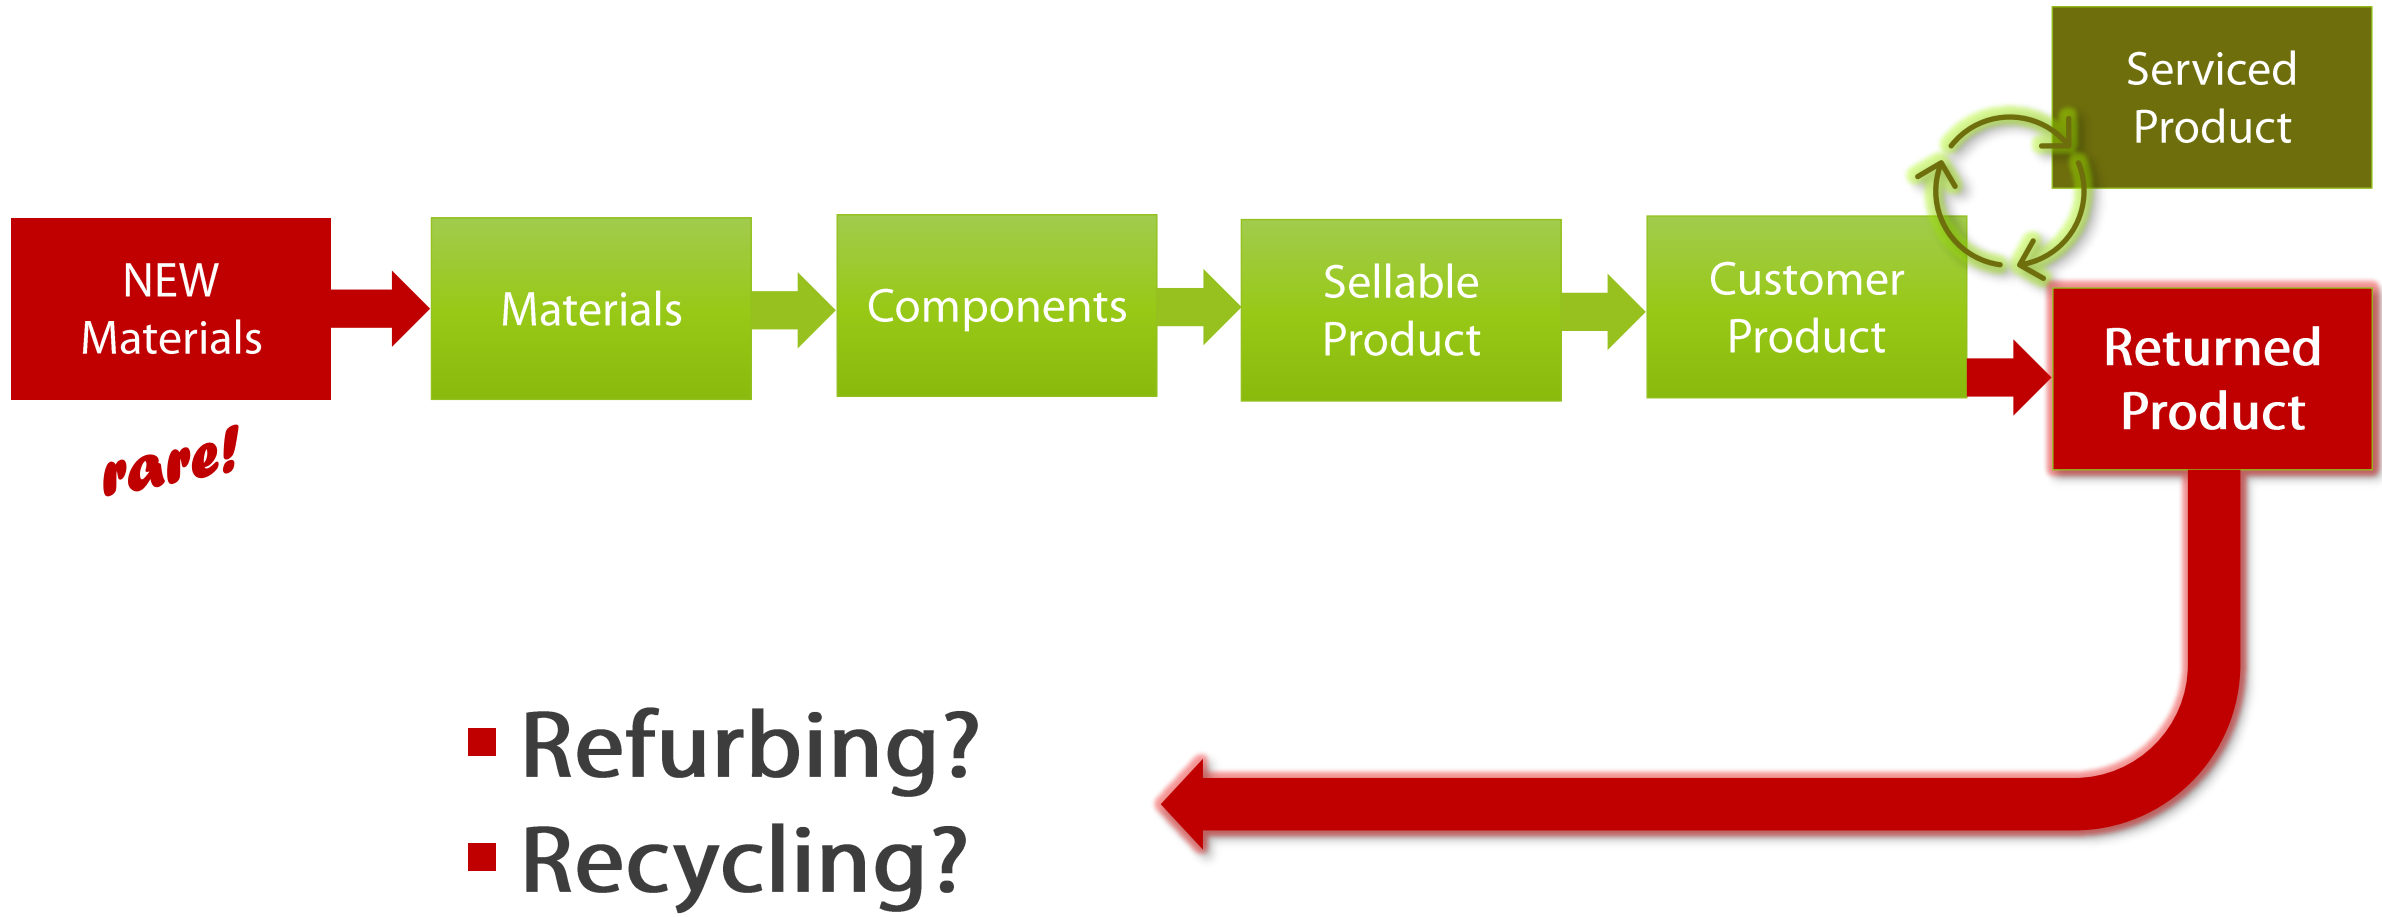 Serviced
Product
NEW
Materials
rare!
Materials
Components
Sellable
Product
Customer
Product
Returned
Product
Refurbing?
Recycling?